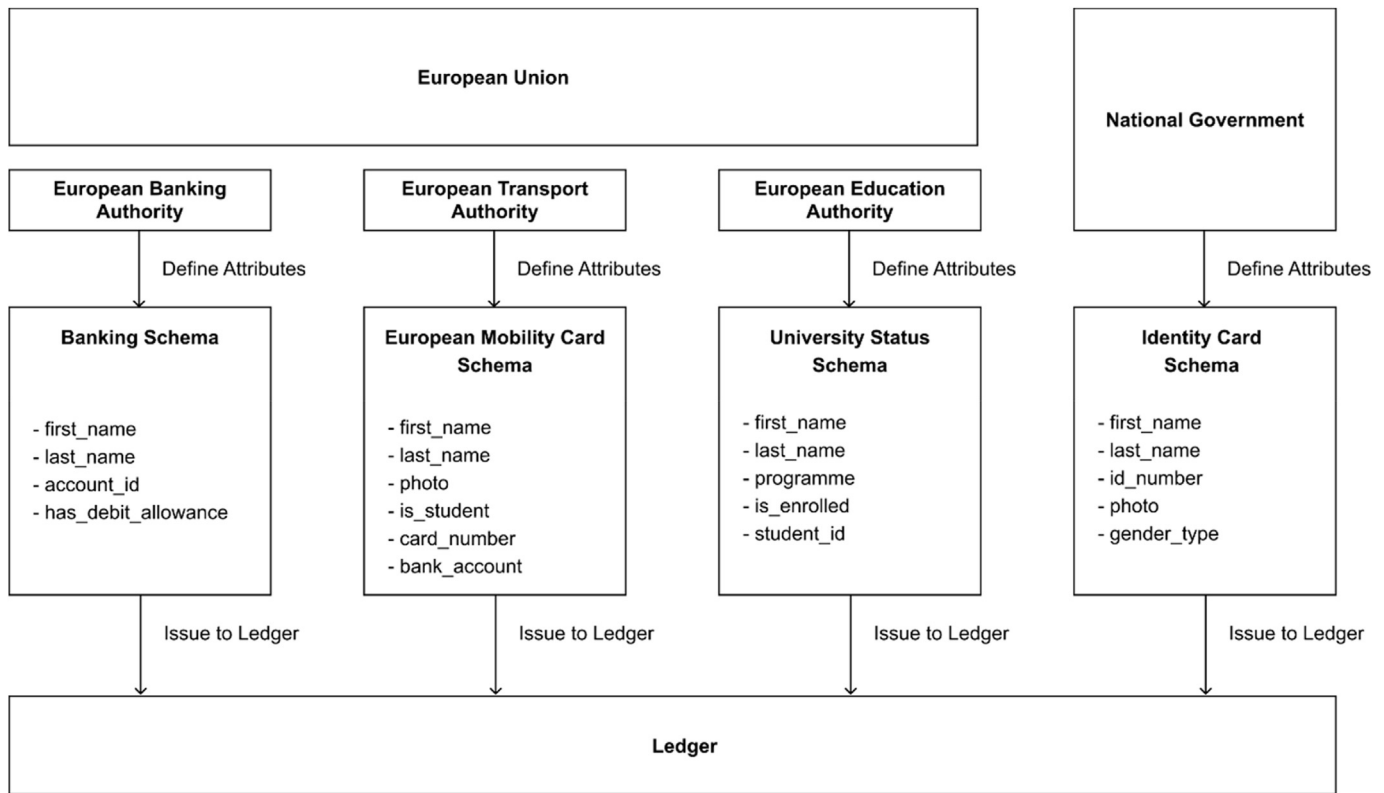 European Union
National Government
European Banking
Authority
European Transport
Authority
European Education
Authority
Define Attributes
Define Attributes
Define Attributes
Define Attributes
Banking Schema
- first_name
- last_name
- account_id
- has_debit_allowance
European Mobility Card
Schema
- first_name
- last_name
- photo
- is_student
- card_number
- bank_account
University Status
Schema
- first_name
- last_name
- programme
- is_enrolled
- student_id
Identity Card
Schema
- first_name
- last_name
- id_number
- photo
- gender_type
Issue to Ledger
Issue to Ledger
Issue to Ledger
Issue to Ledger
Ledger